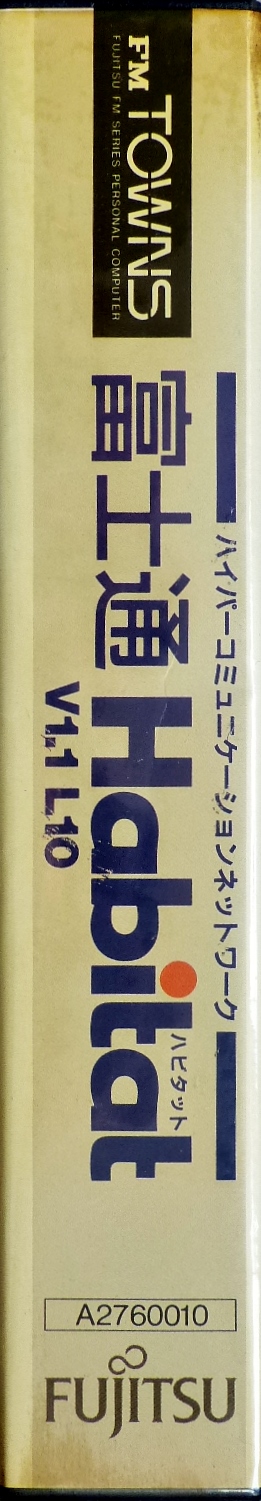 FM TOWNS
FUJITSU FM SERIES PERSONAL COMPUTER
ハイパーコミュニケーションネットワーク
富士通 Habitat
ハビタット
V1.1 L10
A2760010
FUJITSU